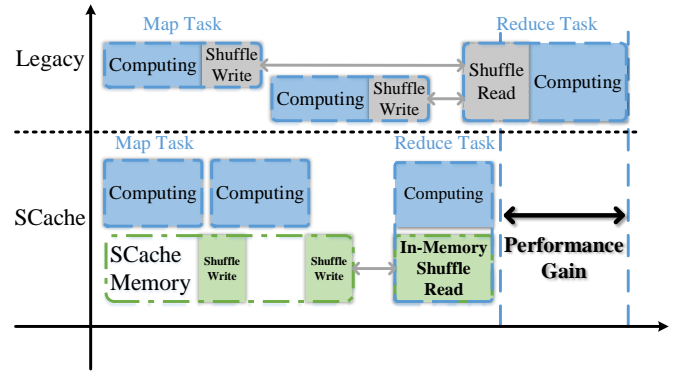 Map Task
Reduce Task
Legacy
Computing
Shuffle
Write
Shuffle
Read
Computing
Computing
Shuffle
Write
Map Task
Reduce Task
SCache
Computing
Computing
Computing
SCache
Memory
Shuffle
Write
Shuffle
Write
In-Memory
Shuffle
Read
Performance
Gain